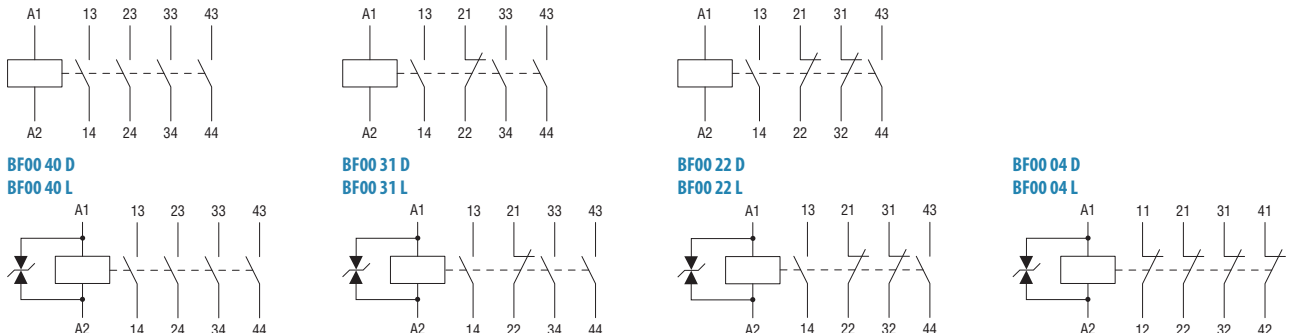 A1 13 23 33 43
A1 13 21 33 43
A1 13 21 31 43
A2 14 24 34 44
A2 14 22 34 44
A2 14 22 32 44
BF00 40 D
BF00 40 L
BF00 31 D
BF00 31 L
BF00 22 D
BF00 22 L
BF00 04 D
BF00 04 L
A1 13 23 33 43
A1 13 21 33 43
A1 13 21 31 43
A1 11 21 31 41
A2 14 24 34 44
A2 14 22 34 44
A2 14 22 32 44
A2 12 22 32 42